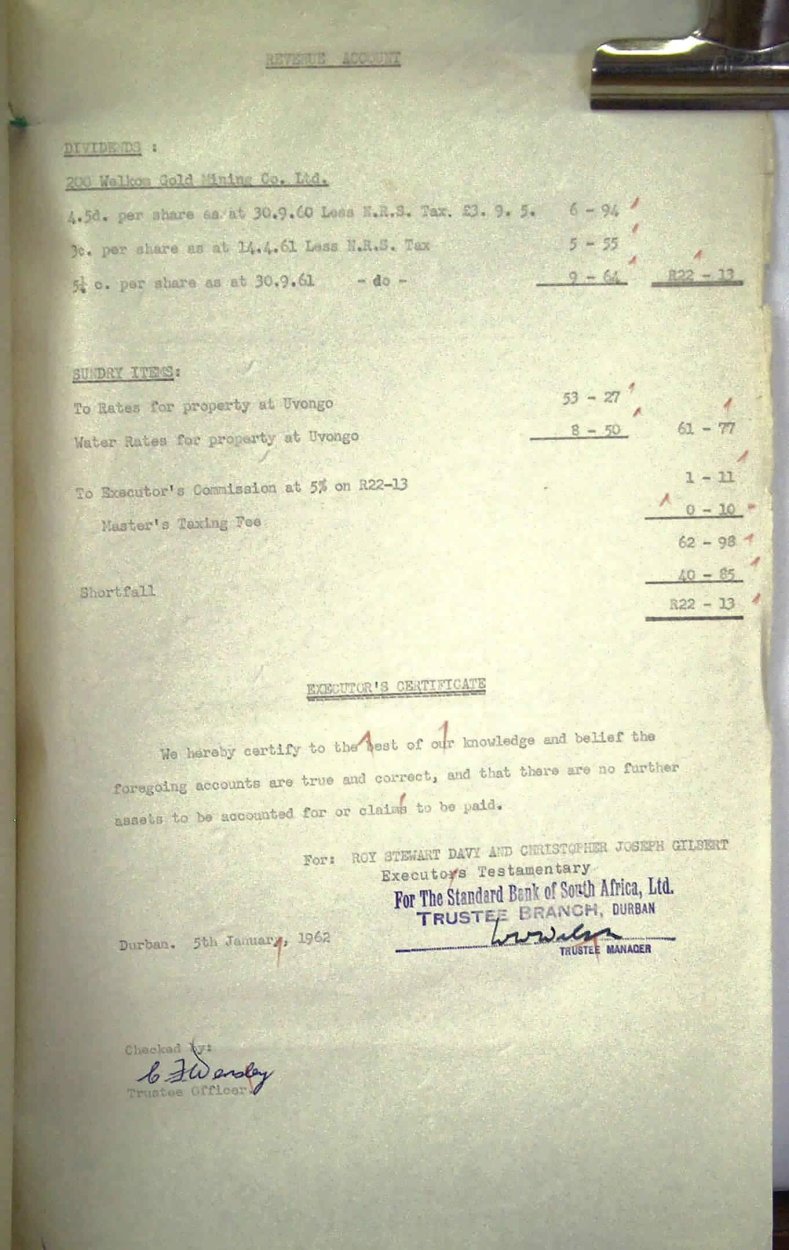 REVENUE ACCOUNT
DIVIDENDS :
200 Welkom Gold Mining Co. Ltd.
4.5d. per share as at 30.9.60 Less N.R.S. Tax. £3. 9. 5. 6 - 94
3c. per share as at 14.4.61 Less N.R.S. Tax 5 - 55
5¼ c. per share as at 30.9.61 - do - 9 - 64 R22 - 13
SUNDRY ITEMS:
To Rates for property at Uvongo 53 - 27
Water Rates for property at Uvongo 8 - 50 61 - 77
To Executor's Commission at 5% on R22-13 1 - 11
Master's Taxing Fee 0 - 10
62 - 98
Shortfall 40 - 85
R22 - 13
EXECUTOR'S CERTIFICATE
We hereby certify to the best of our knowledge and belief the
foregoing accounts are true and correct, and that there are no further
assets to be accounted for or claims to be paid.
For: ROY STEWART DAVY AND CHRISTOPHER JOSEPH GILBERT
Executors Testamentary
For The Standard Bank of South Africa, Ltd.
TRUSTEE BRANCH, DURBAN
Durban. 5th January, 1962
TRUSTEE MANAGER
Checked by:
Trustee Officer.